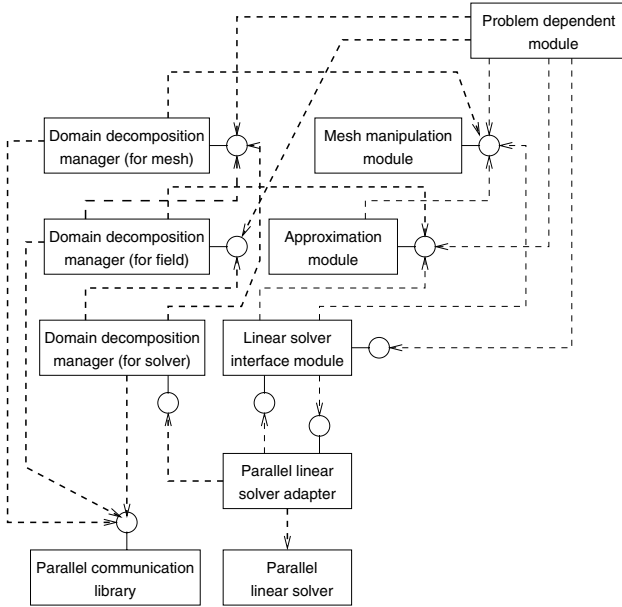 Problem dependent
module
Domain decomposition
manager (for mesh)
Mesh manipulation
module
Domain decomposition
manager (for field)
Approximation
module
Domain decomposition
manager (for solver)
Linear solver
interface module
Parallel linear
solver adapter
Parallel communication
library
Parallel
linear solver